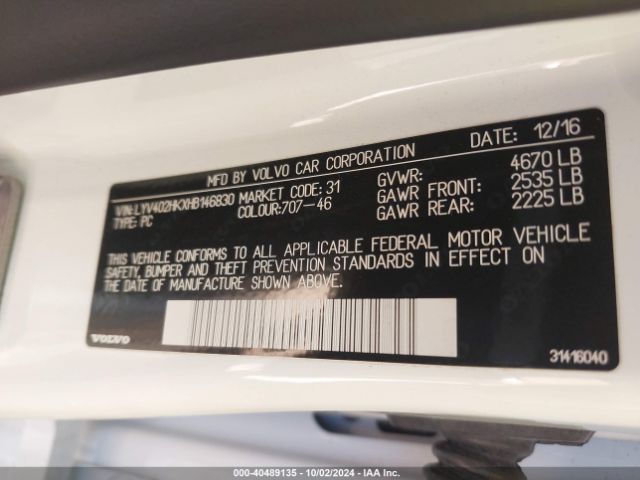 MFD BY VOLVO CAR CORPORATION DATE: 12/16
VIN:LYV402HKXHB146830 MARKET CODE: 31 GVWR: 4670 LB
TYPE: PC COLOUR:707-46 GAWR FRONT: 2535 LB
GAWR REAR: 2225 LB
THIS VEHICLE CONFORMS TO ALL APPLICABLE FEDERAL MOTOR VEHICLE
SAFETY, BUMPER AND THEFT PREVENTION STANDARDS IN EFFECT ON
THE DATE OF MANUFACTURE SHOWN ABOVE.
VOLVO 31416040
000-40489135 - 10/02/2024 - IAA Inc.